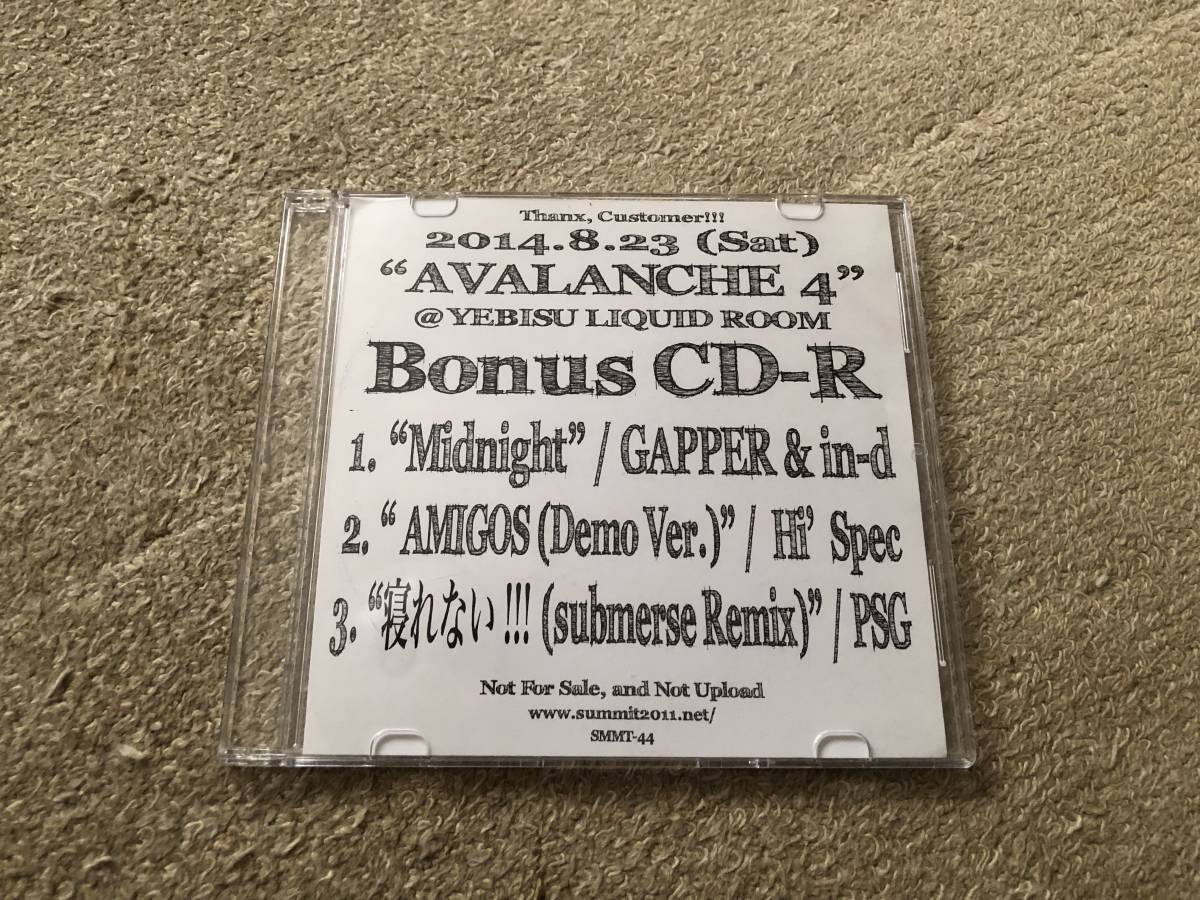 Thanx, Customer!!!
2014.8.23 (Sat)
“AVALANCHE 4”
@ YEBISU LIQUID ROOM
Bonus CD-R
1. “Midnight” / GAPPER & in-d
2. “ AMIGOS (Demo Ver.)” / Hi’ Spec
3. “寝れない !!! (submerse Remix)” / PSG
Not For Sale, and Not Upload
www.summit2011.net/
SMMT-44